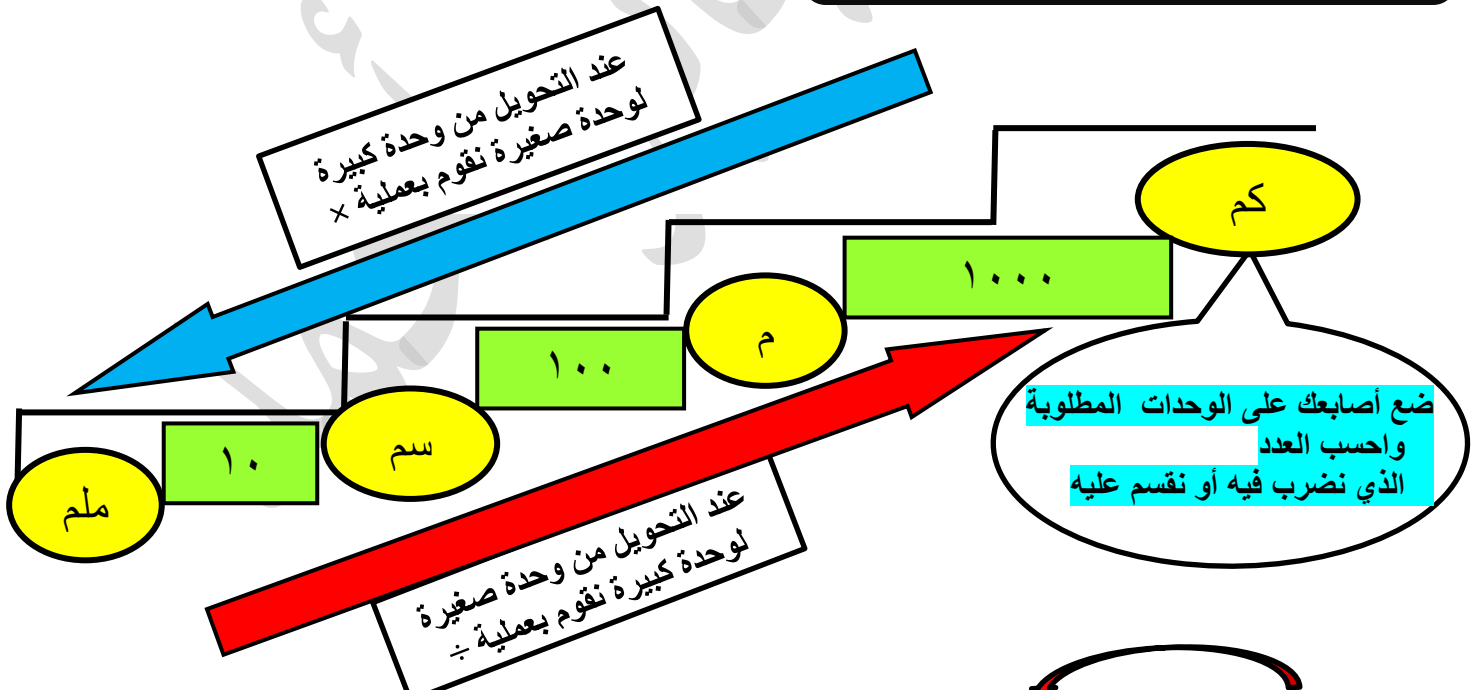 عند التحويل من وحدة كبيرة
لوحدة صغيرة نقوم بعملية ×
كم
١٠٠٠
م
١٠٠
سم
١٠
ملم
ضع أصابعك على الوحدات المطلوبة
واحسب العدد
الذي نضرب فيه أو نقسم عليه
عند التحويل من وحدة صغيرة
لوحدة كبيرة نقوم بعملية ÷